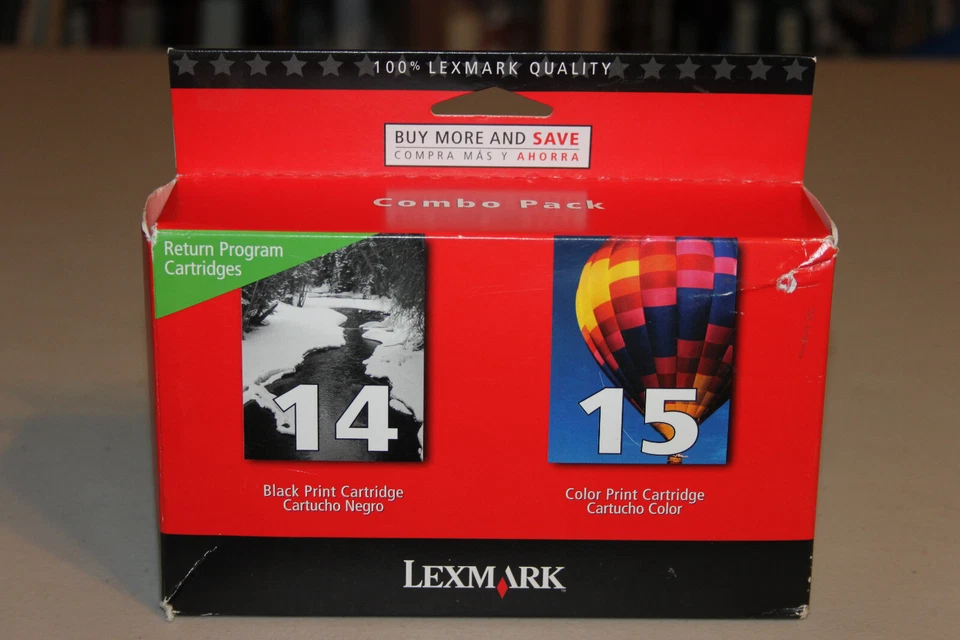 100% LEXMARK QUALITY
BUY MORE AND SAVE
COMPRA MÁS Y AHORRA
Combo Pack
Return Program
Cartridges
14
15
Black Print Cartridge
Cartucho Negro
Color Print Cartridge
Cartucho Color
LEXMARK